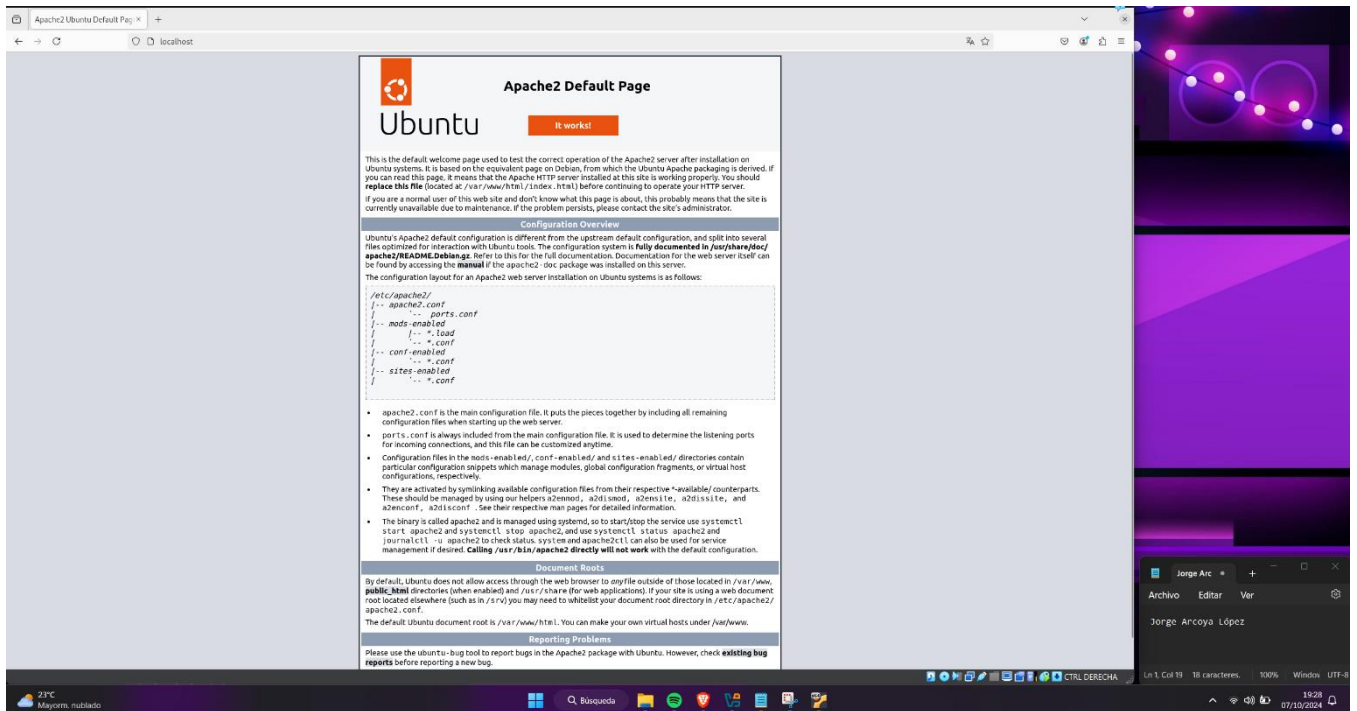 Apache2 Ubuntu Default Pag
localhost
Apache2 Default Page
Ubuntu
It works!
This is the default welcome page used to test the correct operation of the Apache2 server after installation on
Ubuntu systems. It is based on the equivalent page on Debian, from which the Ubuntu Apache packaging is derived. If
you can read this page, it means that the Apache HTTP server installed at this site is working properly. You should
replace this file (located at /var/www/html/index.html) before continuing to operate your HTTP server.
If you are a normal user of this web site and don't know what this page is about, this probably means that the site is
currently unavailable due to maintenance. If the problem persists, please contact the site's administrator.
Configuration Overview
Ubuntu's Apache2 default configuration is different from the upstream default configuration, and split into several
files optimized for interaction with Ubuntu tools. The configuration system is fully documented in /usr/share/doc/
apache2/README.Debian.gz. Refer to this for the full documentation. Documentation for the web server itself can
be found by accessing the manual if the apache2-doc package was installed on this server.
The configuration layout for an Apache2 web server installation on Ubuntu systems is as follows:
/etc/apache2/
|-- apache2.conf
|       `--  ports.conf
|-- mods-enabled
|       |-- *.load
|       `-- *.conf
|-- conf-enabled
|       `-- *.conf
|-- sites-enabled
|       `-- *.conf
• apache2.conf is the main configuration file. It puts the pieces together by including all remaining
configuration files when starting up the web server.
• ports.conf is always included from the main configuration file. It is used to determine the listening ports
for incoming connections, and this file can be customized anytime.
• Configuration files in the mods-enabled/, conf-enabled/ and sites-enabled/ directories contain
particular configuration snippets which manage modules, global configuration fragments, or virtual host
configurations, respectively.
• They are activated by symlinking available configuration files from their respective *-available/ counterparts.
These should be managed by using our helpers a2enmod, a2dismod, a2ensite, a2dissite, and
a2enconf, a2disconf . See their respective man pages for detailed information.
• The binary is called apache2 and is managed using systemd, so to start/stop the service use systemctl
start apache2 and systemctl stop apache2, and use systemctl status apache2 and
journalctl -u apache2 to check status. system and apache2ctl can also be used for service
management if desired. Calling /usr/bin/apache2 directly will not work with the default configuration.
Document Roots
By default, Ubuntu does not allow access through the web browser to any file outside of those located in /var/www,
public_html directories (when enabled) and /usr/share (for web applications). If your site is using a web document
root located elsewhere (such as in /srv) you may need to whitelist your document root directory in /etc/apache2/
apache2.conf.
The default Ubuntu document root is /var/www/html. You can make your own virtual hosts under /var/www.
Reporting Problems
Please use the ubuntu-bug tool to report bugs in the Apache2 package with Ubuntu. However, check existing bug
reports before reporting a new bug.
CTRL DERECHA
Jorge Arc
Archivo Editar Ver
Jorge Arcoya López
Ln 1, Col 19 18 caracteres. 100% Windos UTF-8
23°C
Mayorm. nublado
Búsqueda
19:28
07/10/2024